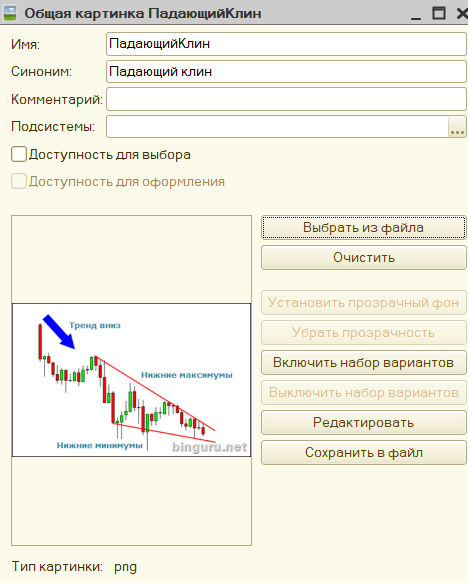 Общая картинка ПадающийКлин
Имя: ПадающийКлин
Синоним: Падающий клин
Комментарий:
Подсистемы: ...
Доступность для выбора
Доступность для оформления
Выбрать из файла
Очистить
Установить прозрачный фон
Убрать прозрачность
Включить набор вариантов
Выключить набор вариантов
Редактировать
Сохранить в файл
Тренд вниз
Нижние максимумы
Нижние минимумы
binguru.net
Тип картинки: png